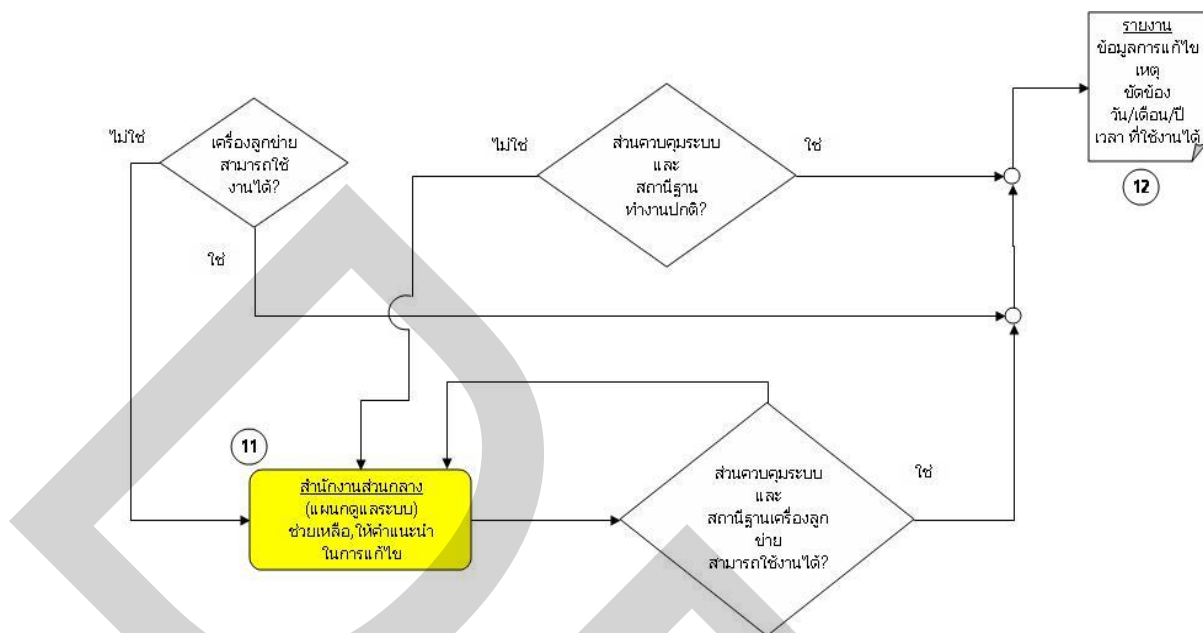 รายงาน
ข้อมูลการแก้ไข
เหตุ
ขัดข้อง
วัน/เดือน/ปี
เวลา ที่ใช้งานได้
12
ไม่ใช่
เครื่องลูกข่าย
สามารถใช้
งานได้?
ใช่
ไม่ใช่
ส่วนควบคุมระบบ
และ
สถานีฐาน
ทำงานปกติ?
ใช่
11
สำนักงานส่วนกลาง
(แผนกดูแลระบบ)
ช่วยเหลือ,ให้คำแนะนำ
ในการแก้ไข
ส่วนควบคุมระบบ
และ
สถานีฐานเครื่องลูก
ข่าย
สามารถใช้งานได้?
ใช่